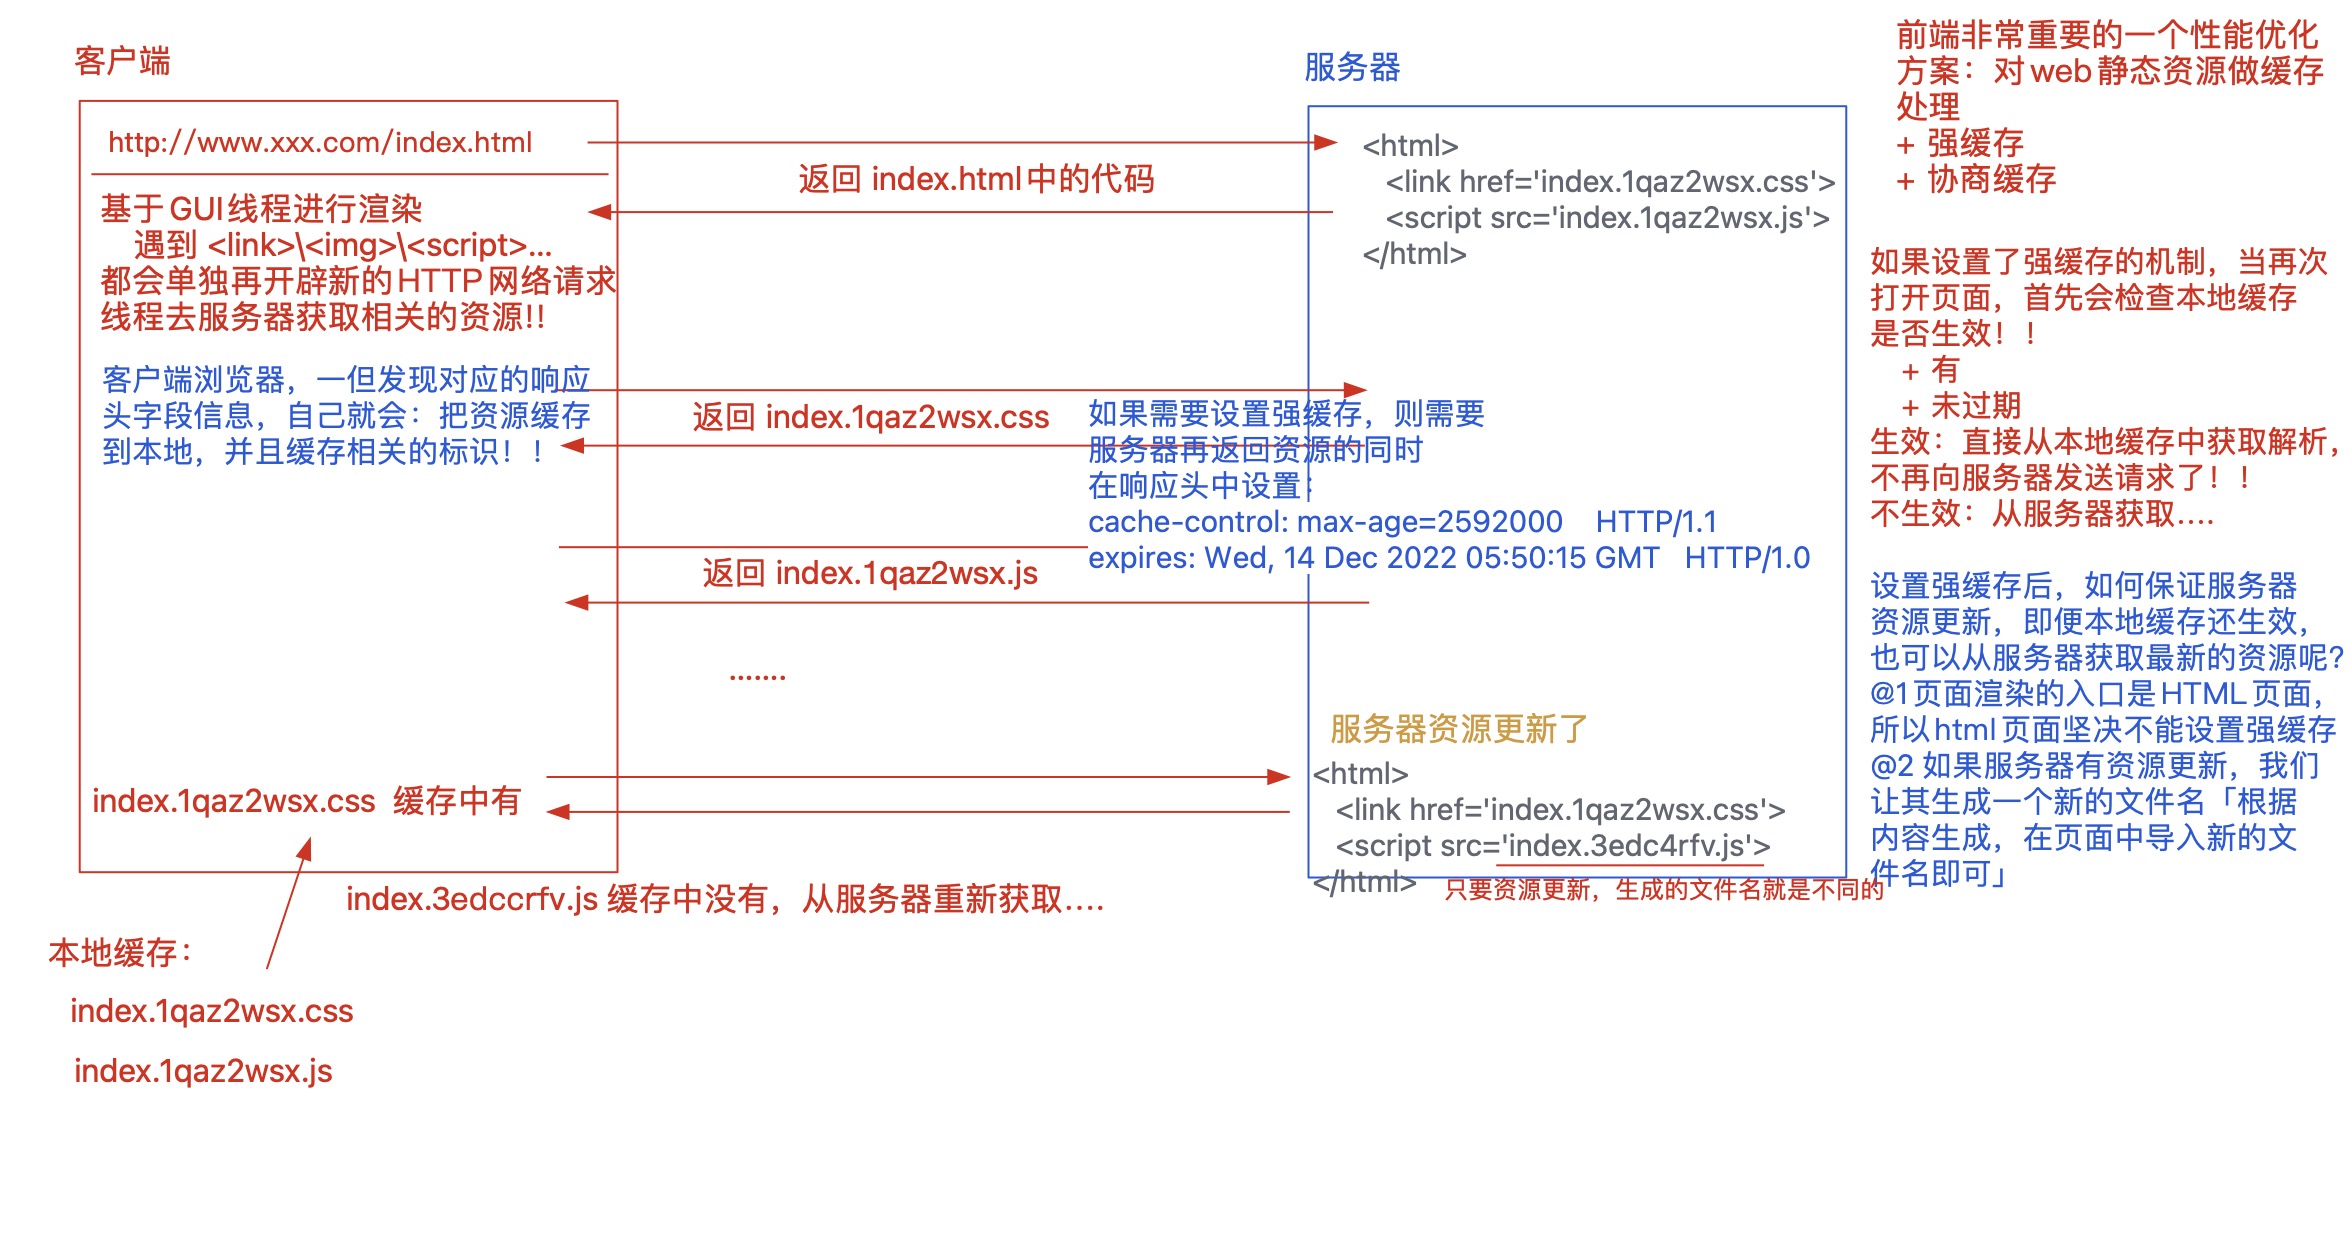 客户端
http://www.xxx.com/index.html
基于GUI线程进行渲染
遇到 <link>\<img>\<script>...
都会单独再开辟新的HTTP网络请求
线程去服务器获取相关的资源!!
客户端浏览器，一但发现对应的响应
头字段信息，自己就会：把资源缓存
到本地，并且缓存相关的标识！！
index.1qaz2wsx.css 缓存中有
index.3edccrfv.js 缓存中没有，从服务器重新获取....
本地缓存：
index.1qaz2wsx.css
index.1qaz2wsx.js
返回 index.html中的代码
返回 index.1qaz2wsx.css
返回 index.1qaz2wsx.js
.......
如果需要设置强缓存，则需要
服务器再返回资源的同时
在响应头中设置：
cache-control: max-age=2592000 HTTP/1.1
expires: Wed, 14 Dec 2022 05:50:15 GMT HTTP/1.0
服务器
<html>
<link href='index.1qaz2wsx.css'>
<script src='index.1qaz2wsx.js'>
</html>
服务器资源更新了
<html>
<link href='index.1qaz2wsx.css'>
<script src='index.3edc4rfv.js'>
</html>
只要资源更新，生成的文件名就是不同的
前端非常重要的一个性能优化
方案：对web静态资源做缓存
处理
+ 强缓存
+ 协商缓存
如果设置了强缓存的机制，当再次
打开页面，首先会检查本地缓存
是否生效！！
+ 有
+ 未过期
生效：直接从本地缓存中获取解析，
不再向服务器发送请求了！！
不生效：从服务器获取....
设置强缓存后，如何保证服务器
资源更新，即便本地缓存还生效，
也可以从服务器获取最新的资源呢?
@1页面渲染的入口是HTML页面，
所以html页面坚决不能设置强缓存
@2 如果服务器有资源更新，我们
让其生成一个新的文件名「根据
内容生成，在页面中导入新的文
件名即可」